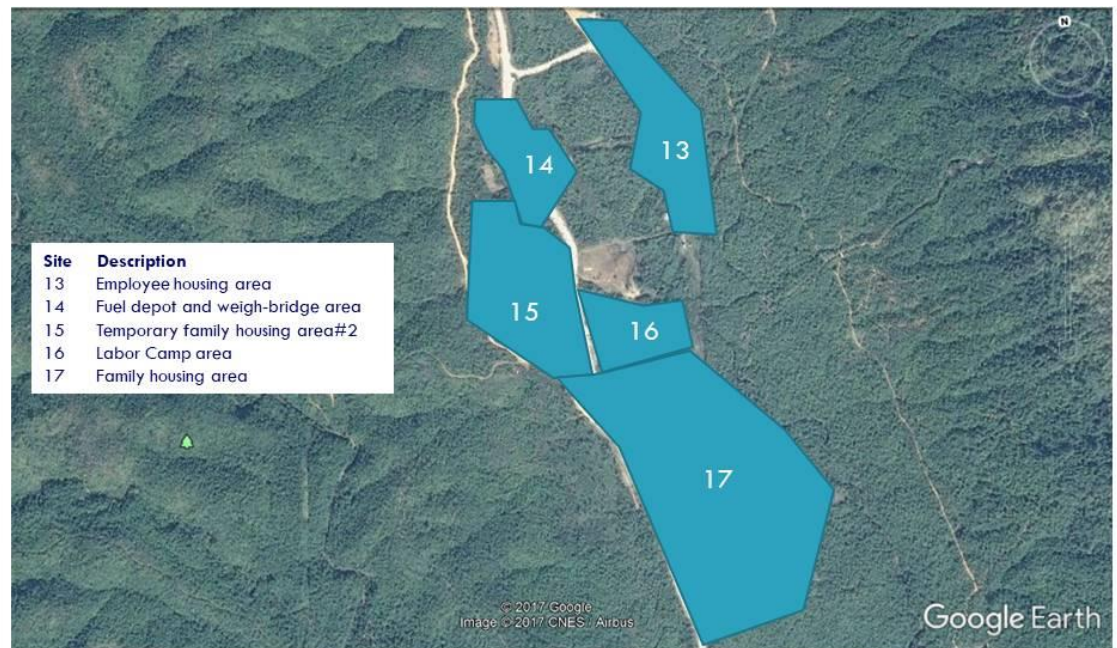 N
13
14
Site Description
13 Employee housing area
14 Fuel depot and weigh-bridge area
15 Temporary family housing area#2
16 Labor Camp area
17 Family housing area
15
16
17
© 2017 Google
Image © 2017 CNES / Airbus
Google Earth